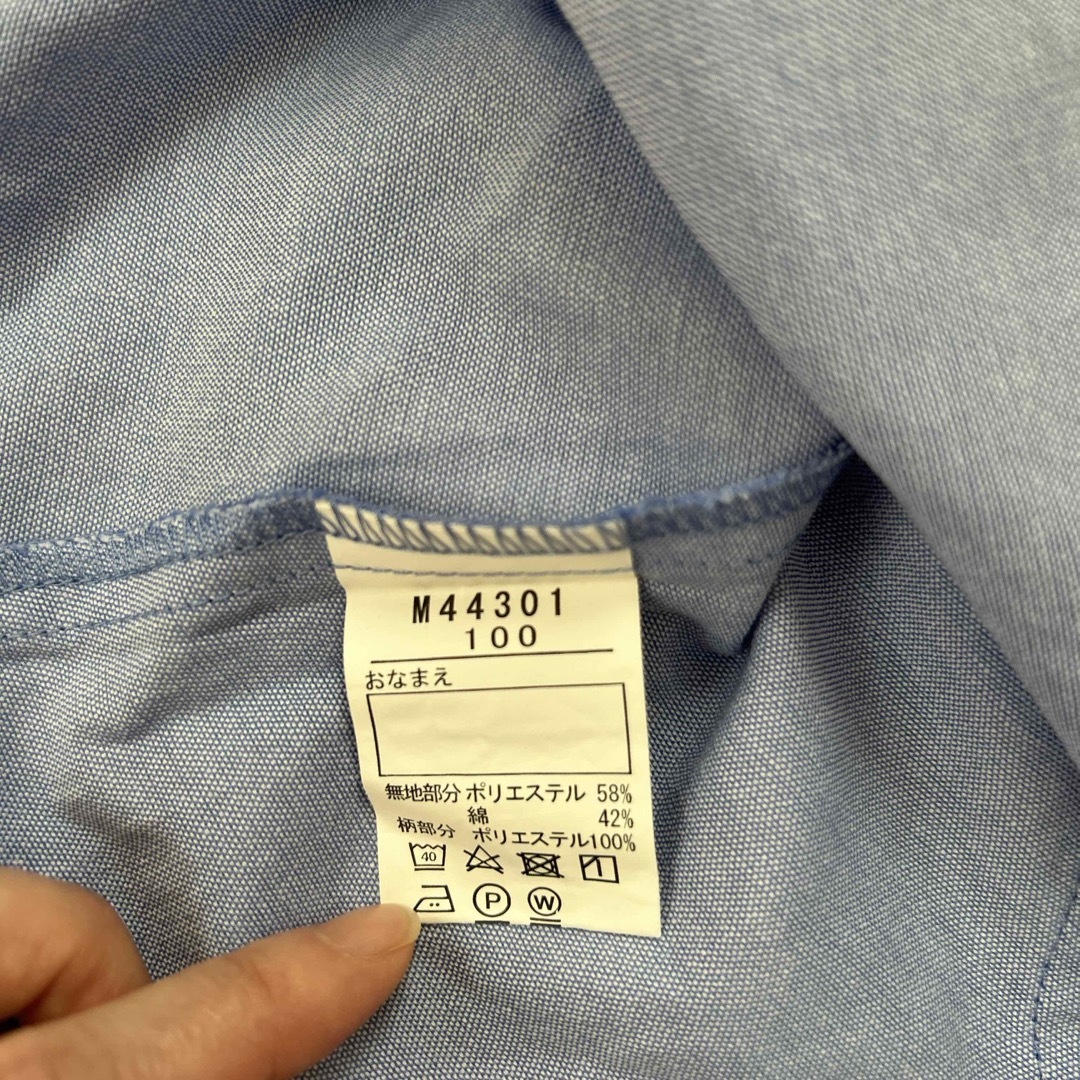 M44301
100
おなまえ
無地部分 ポリエステル 58%
綿 42%
柄部分 ポリエステル100%
40
P W